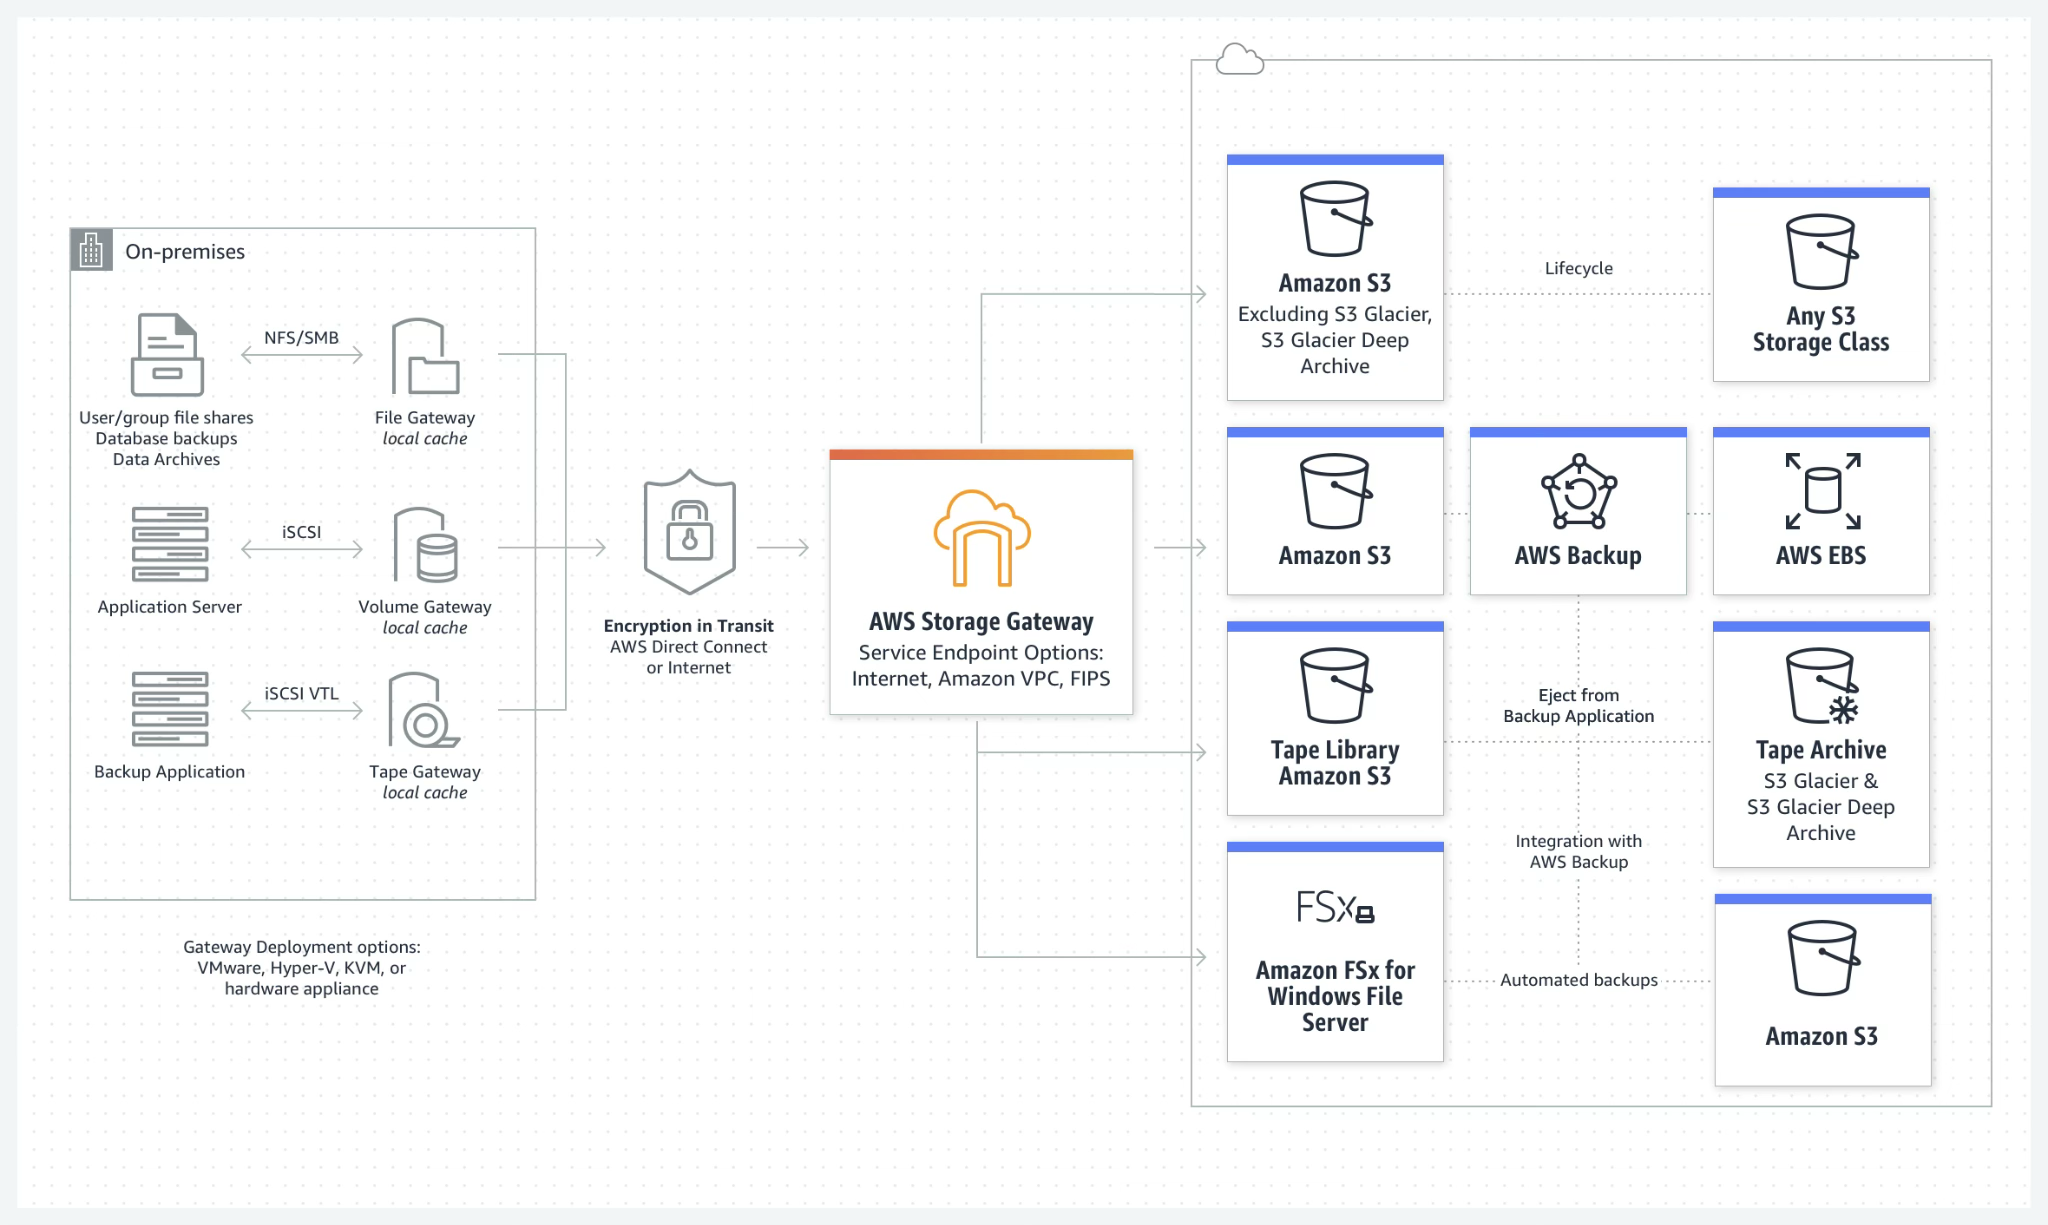 On-premises
NFS/SMB
User/group file shares
Database backups
Data Archives
File Gateway
local cache
iSCSI
Application Server
Volume Gateway
local cache
iSCSI VTL
Backup Application
Tape Gateway
local cache
Gateway Deployment options:
VMware, Hyper-V, KVM, or
hardware appliance
Encryption in Transit
AWS Direct Connect
or Internet
AWS Storage Gateway
Service Endpoint Options:
Internet, Amazon VPC, FIPS
Amazon S3
Excluding S3 Glacier,
S3 Glacier Deep
Archive
Lifecycle
Any S3
Storage Class
Amazon S3
AWS Backup
AWS EBS
Tape Library
Amazon S3
Eject from
Backup Application
Tape Archive
S3 Glacier &
S3 Glacier Deep
Archive
Integration with
AWS Backup
FSx
Amazon FSx for
Windows File
Server
Automated backups
Amazon S3